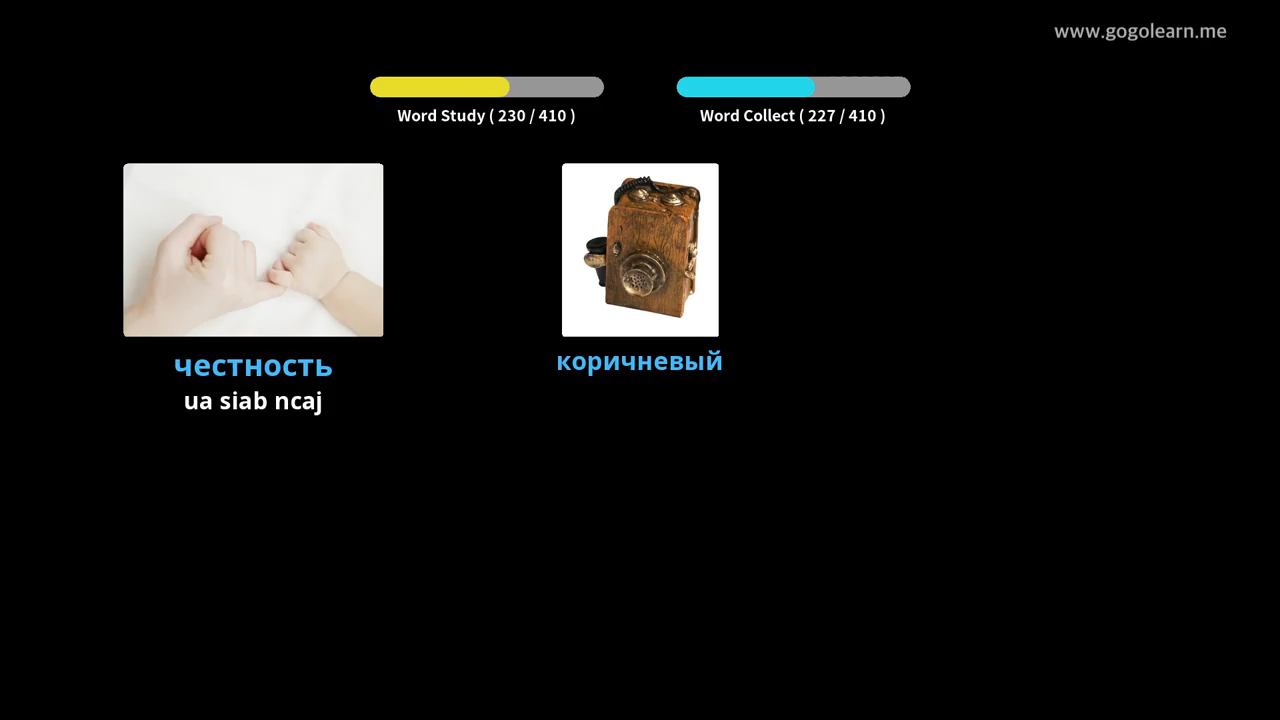 www.gogolearn.me
Word Study ( 230 / 410 )
Word Collect ( 227 / 410 )
честность
ua siab ncaj
коричневый